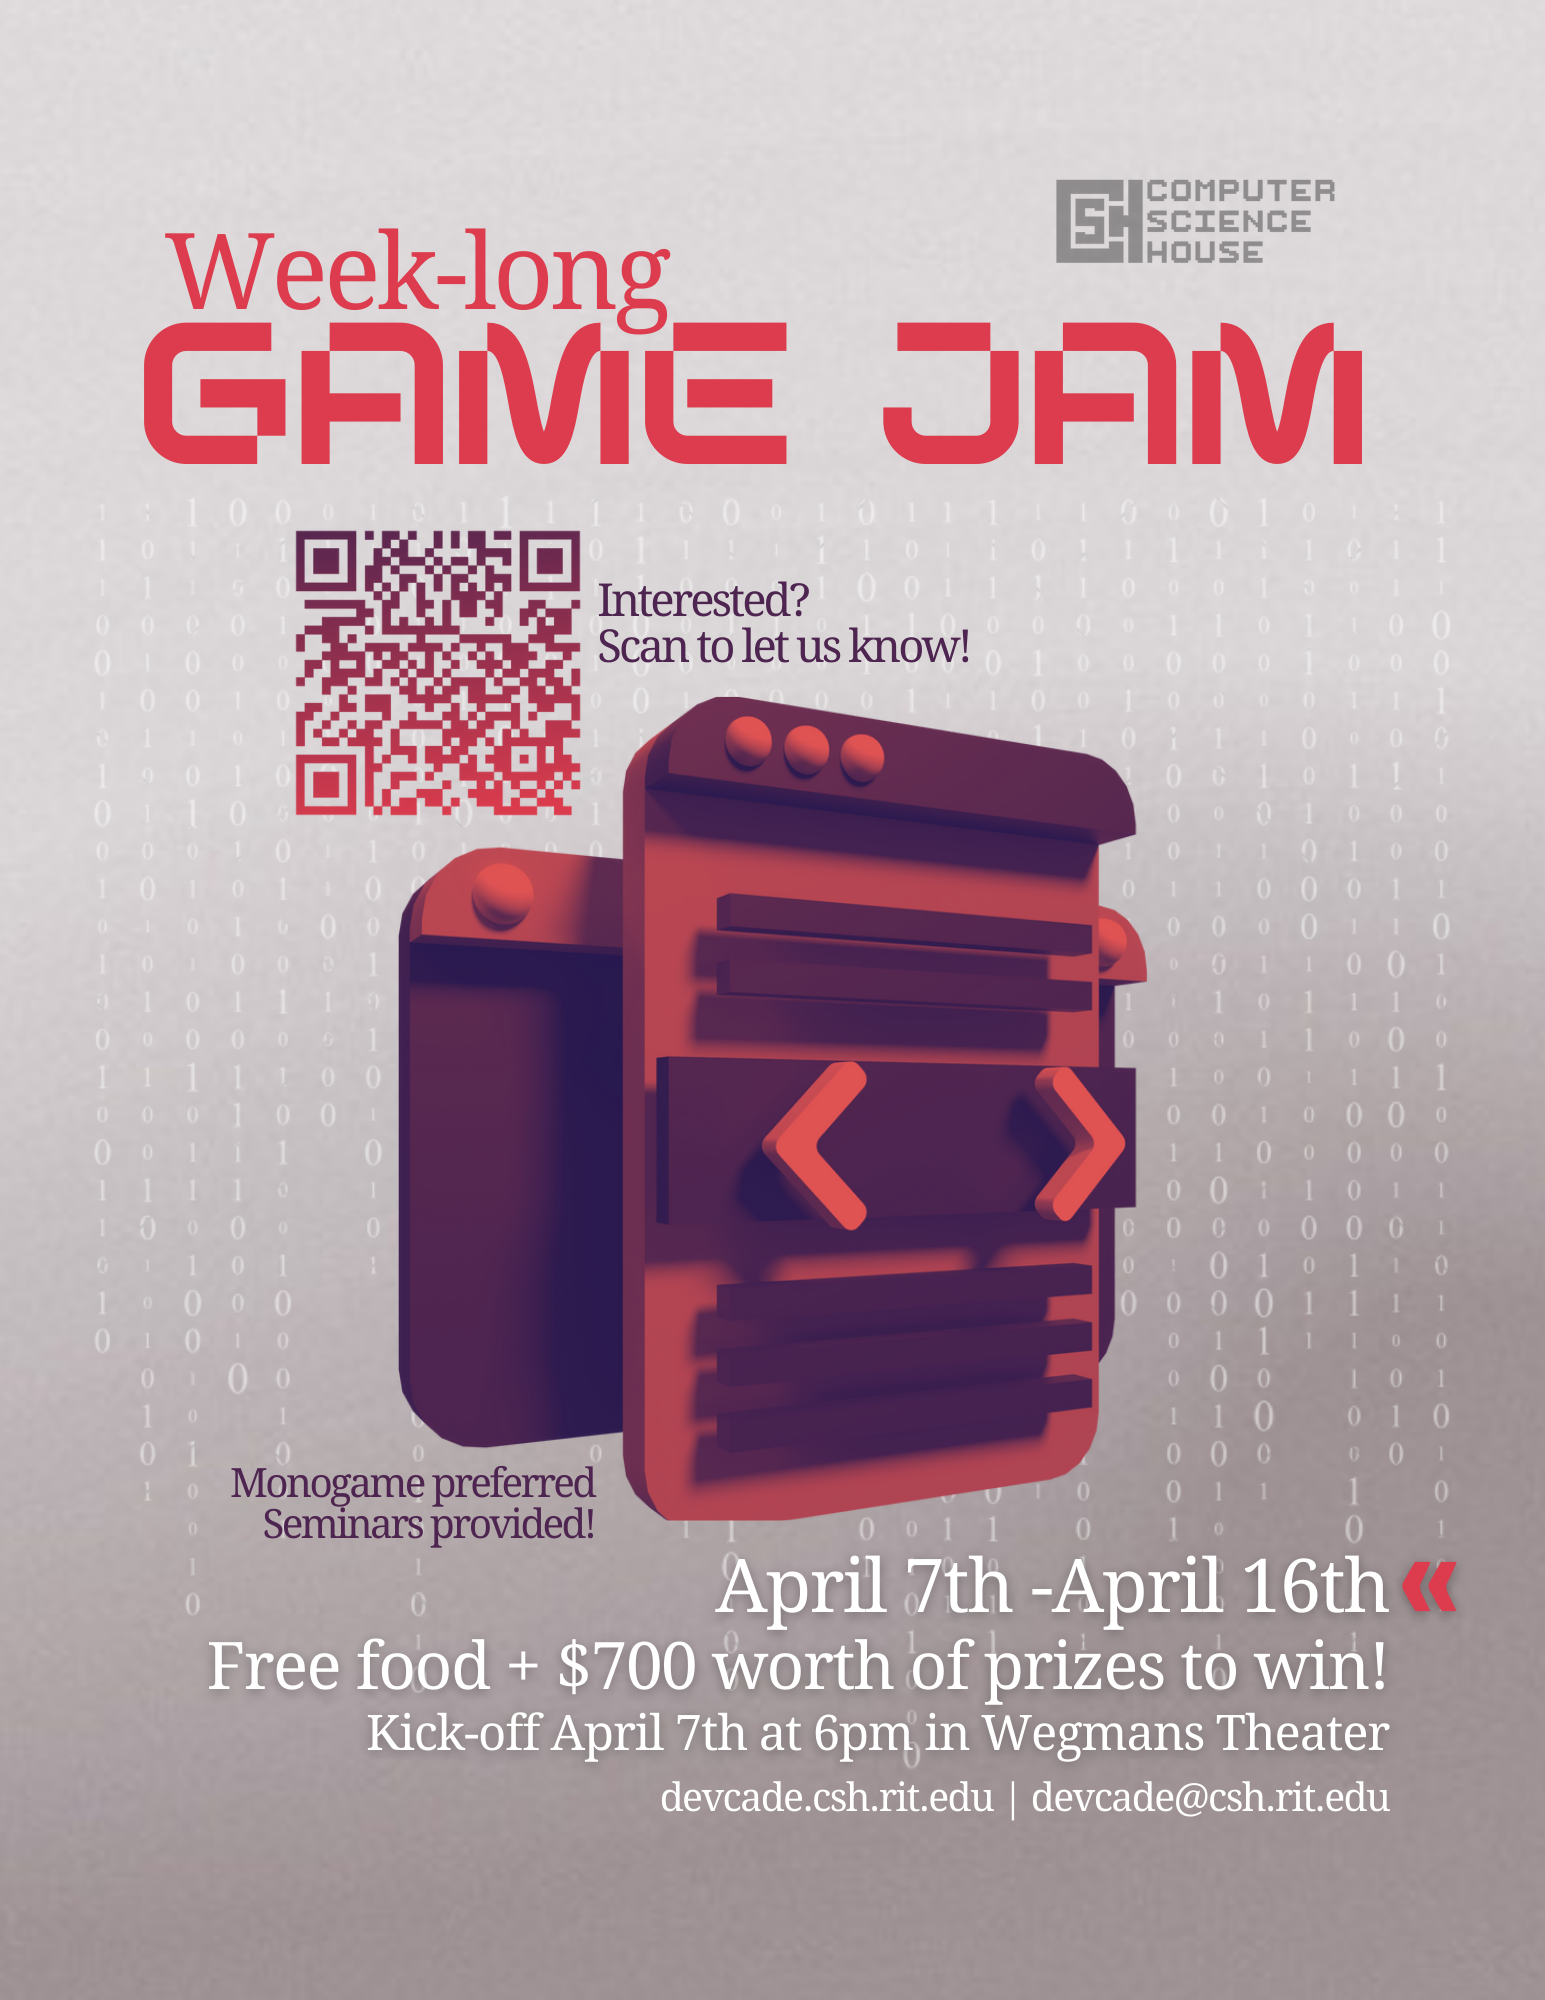 CSH COMPUTER
SCIENCE
HOUSE
Week-long
GAME JAM
Interested?
Scan to let us know!
Monogame preferred
Seminars provided!
April 7th -April 16th
Free food + $700 worth of prizes to win!
Kick-off April 7th at 6pm in Wegmans Theater
devcade.csh.rit.edu | devcade@csh.rit.edu